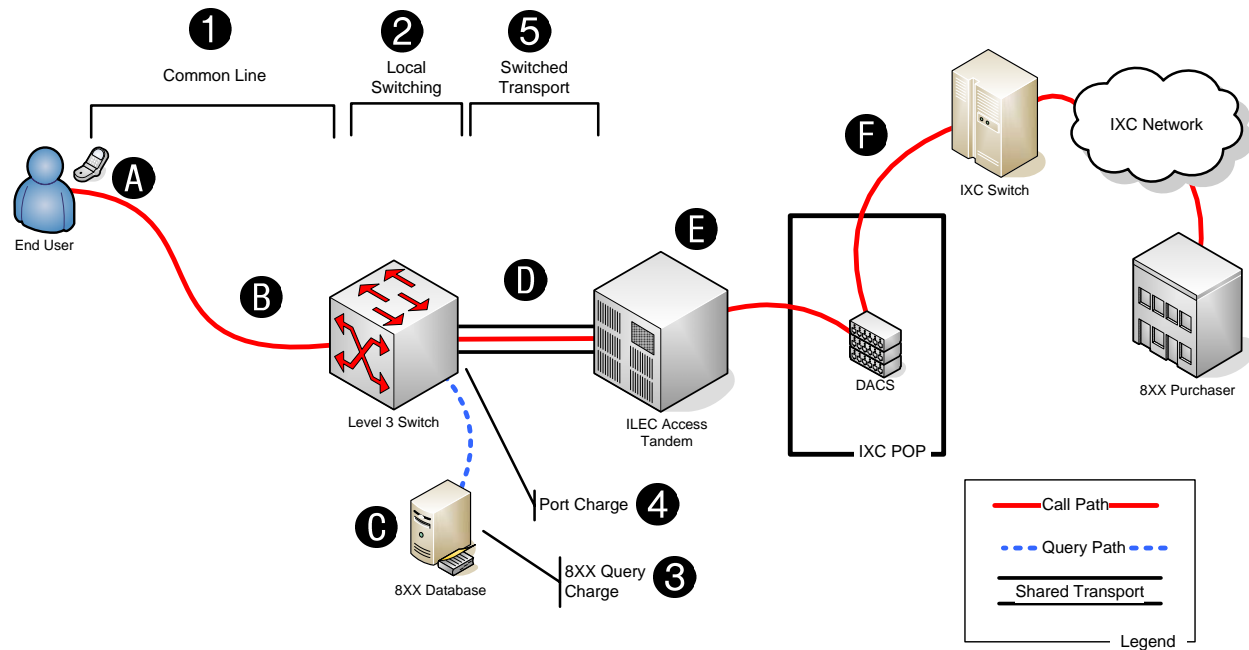 1
Common Line
2
Local
Switching
5
Switched
Transport
A
End User
B
Level 3 Switch
C
8XX Database
D
E
ILEC Access
Tandem
Port Charge
4
8XX Query
Charge
3
F
DACS
IXC POP
IXC Switch
IXC Network
8XX Purchaser
Call Path
Query Path
Shared Transport
Legend